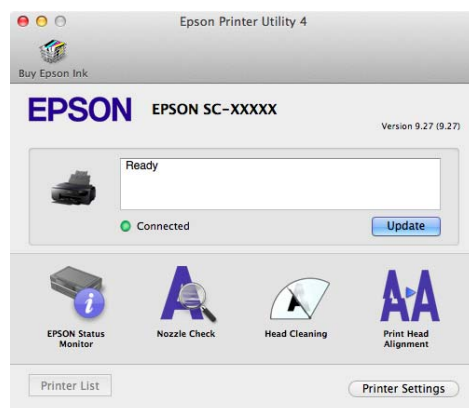 Epson Printer Utility 4
Buy Epson Ink
EPSON EPSON SC-XXXXX
Version 9.27 (9.27)
Ready
Connected
Update
EPSON Status
Monitor
Nozzle Check
Head Cleaning
Print Head
Alignment
Printer List
Printer Settings